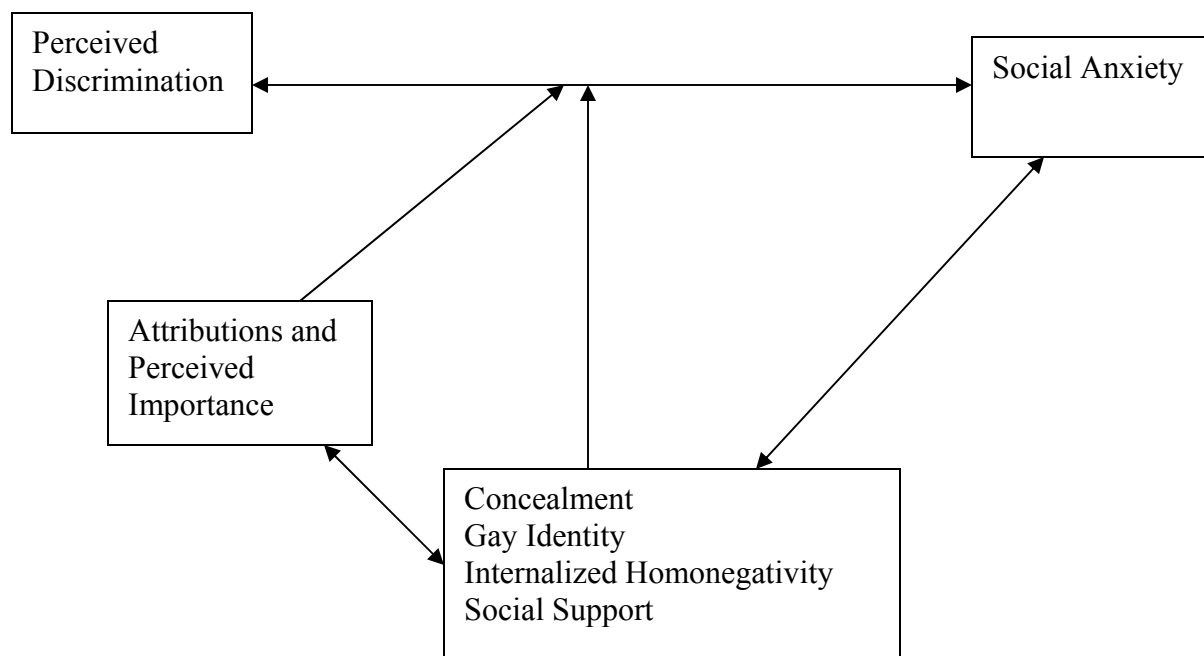 Perceived
Discrimination
Social Anxiety
Attributions and
Perceived
Importance
Concealment
Gay Identity
Internalized Homonegativity
Social Support